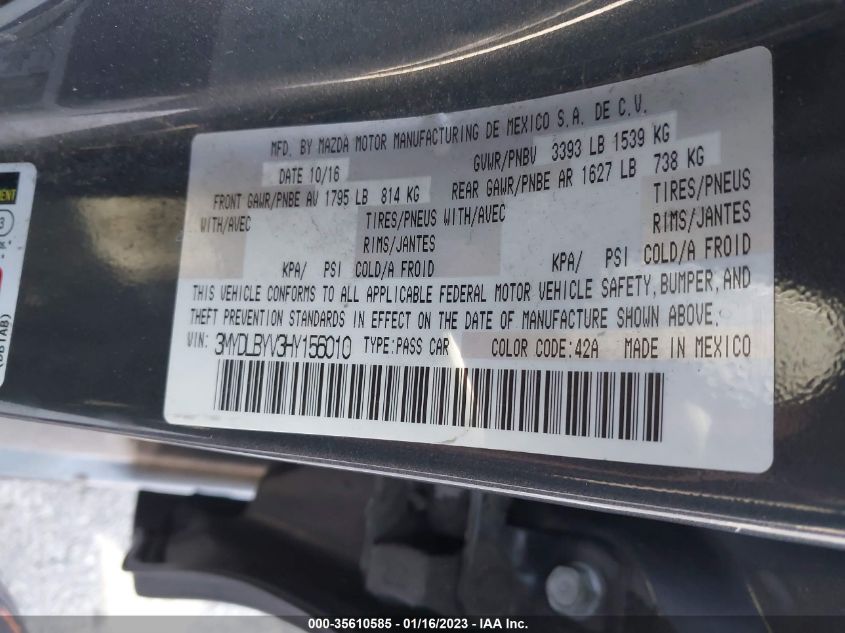 MFD. BY MAZDA MOTOR MANUFACTURING DE MEXICO S.A. DE C.V.
DATE 10/16 GVWR/PNBV 3393 LB 1539 KG
FRONT GAWR/PNBE AV 1795 LB 814 KG REAR GAWR/PNBE AR 1627 LB 738 KG
WITH/AVEC TIRES/PNEUS WITH/AVEC TIRES/PNEUS
RIMS/JANTES RIMS/JANTES
KPA/ PSI COLD/A FROID KPA/ PSI COLD/A FROID
THIS VEHICLE CONFORMS TO ALL APPLICABLE FEDERAL MOTOR VEHICLE SAFETY, BUMPER, AND
THEFT PREVENTION STANDARDS IN EFFECT ON THE DATE OF MANUFACTURE SHOWN ABOVE.
VIN: 3MYDLBYV3HY156010 TYPE:PASS CAR COLOR CODE:42A MADE IN MEXICO
(DB1AB)
000-35610585 - 01/16/2023 - IAA Inc.